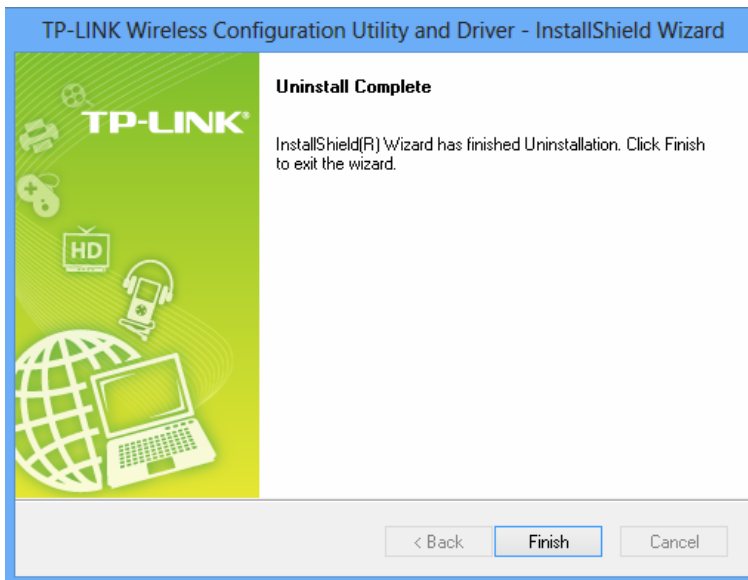 TP-LINK Wireless Configuration Utility and Driver - InstallShield Wizard
TP-LINK®
HD
Uninstall Complete
InstallShield(R) Wizard has finished Uninstallation. Click Finish
to exit the wizard.
< Back
Finish
Cancel